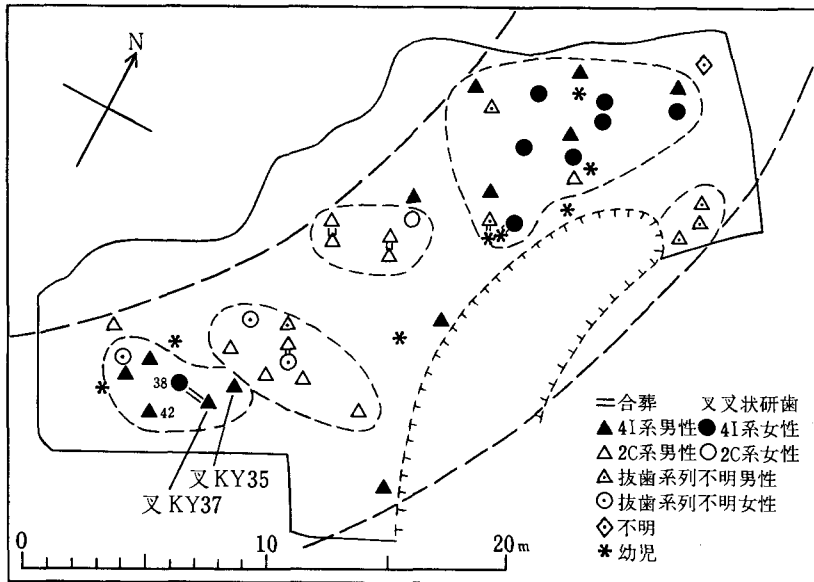 N
38
42
叉KY35
叉KY37
0 10 20m
=合葬 叉叉状研歯
▲4I系男性 ●4I系女性
△2C系男性 ○2C系女性
抜歯系列不明男性
抜歯系列不明女性
不明
*幼児